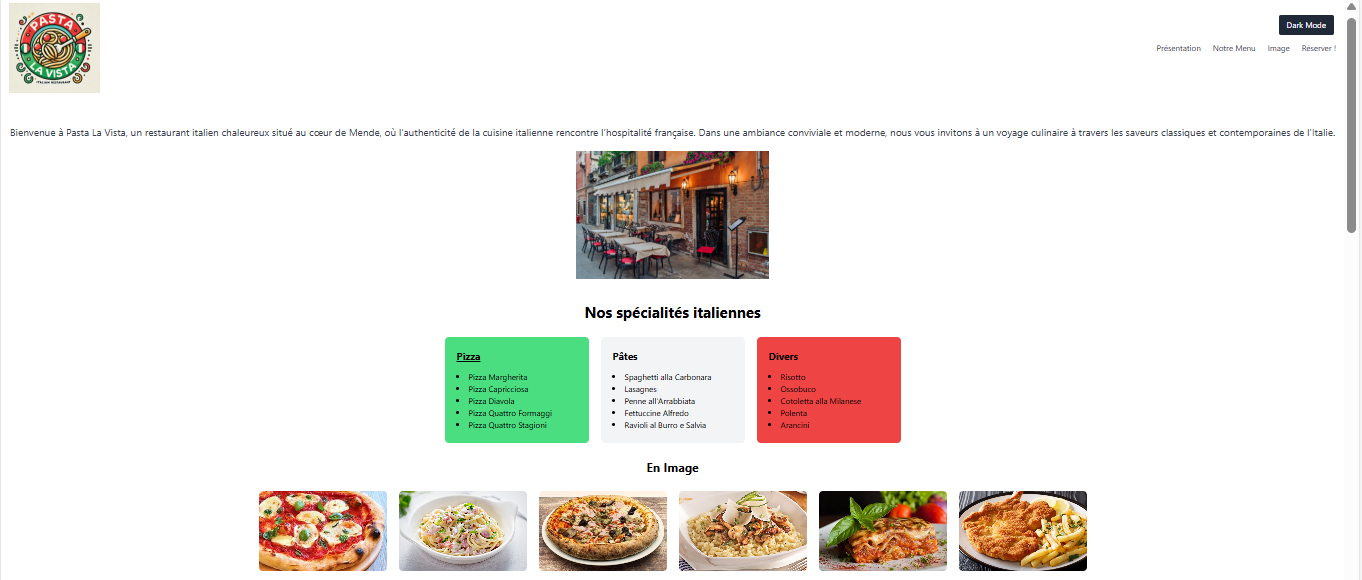 PASTA
LA VISTA
ITALIAN RESTAURANT
Dark Mode
Présentation Notre Menu Image Réserver !
Bienvenue à Pasta La Vista, un restaurant italien chaleureux situé au cœur de Mende, où l'authenticité de la cuisine italienne rencontre l'hospitalité française. Dans une ambiance conviviale et moderne, nous vous invitons à un voyage culinaire à travers les saveurs classiques et contemporaines de l'Italie.
Nos spécialités italiennes
Pizza
Pizza Margherita
Pizza Capricciosa
Pizza Diavola
Pizza Quattro Formaggi
Pizza Quattro Stagioni
Pâtes
Spaghetti alla Carbonara
Lasagnes
Penne all'Arrabbiata
Fettuccine Alfredo
Ravioli al Burro e Salvia
Divers
Risotto
Ossobuco
Cotoletta alla Milanese
Polenta
Arancini
En Image